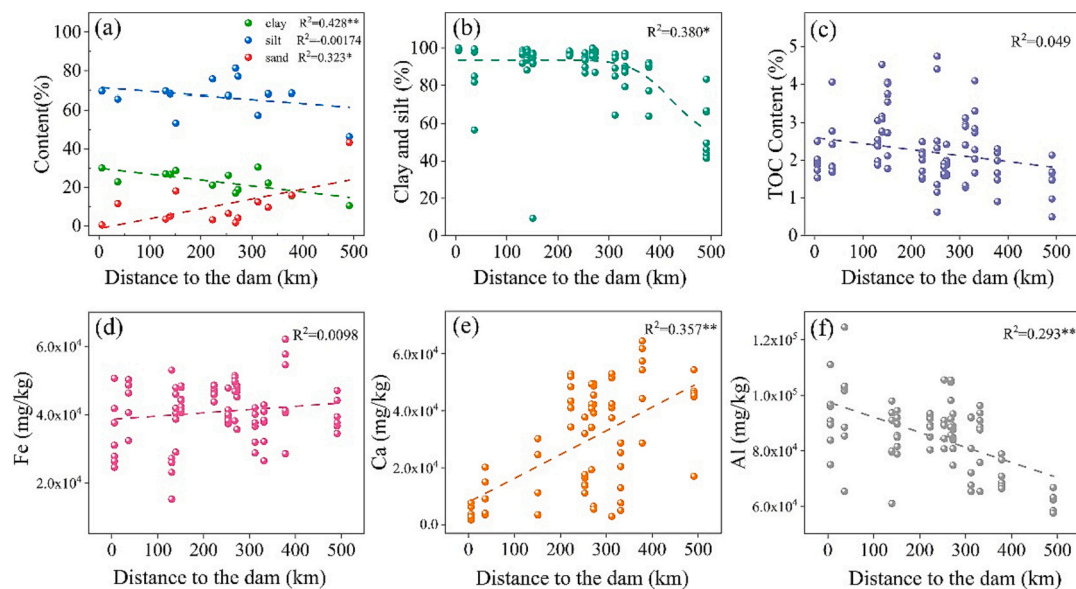 (a)
clay R²=0.428**
silt R²=-0.00174
sand R²=0.323*
100
80
60
40
20
0
Content(%)
0 100 200 300 400 500
Distance to the dam (km)
(b)
R²=0.380*
100
80
60
40
20
0
Clay and silt (%)
0 100 200 300 400 500
Distance to the dam (km)
(c)
R²=0.049
5
4
3
2
1
0
TOC Content (%)
0 100 200 300 400 500
Distance to the dam (km)
(d)
R²=0.0098
6.0x10⁴
4.0x10⁴
2.0x10⁴
Fe (mg/kg)
0 100 200 300 400 500
Distance to the dam (km)
(e)
R²=0.357**
6.0x10⁴
4.0x10⁴
2.0x10⁴
0.0
Ca (mg/kg)
0 100 200 300 400 500
Distance to the dam (km)
(f)
R²=0.293**
1.2x10⁵
1.0x10⁵
8.0x10⁴
6.0x10⁴
Al (mg/kg)
0 100 200 300 400 500
Distance to the dam (km)